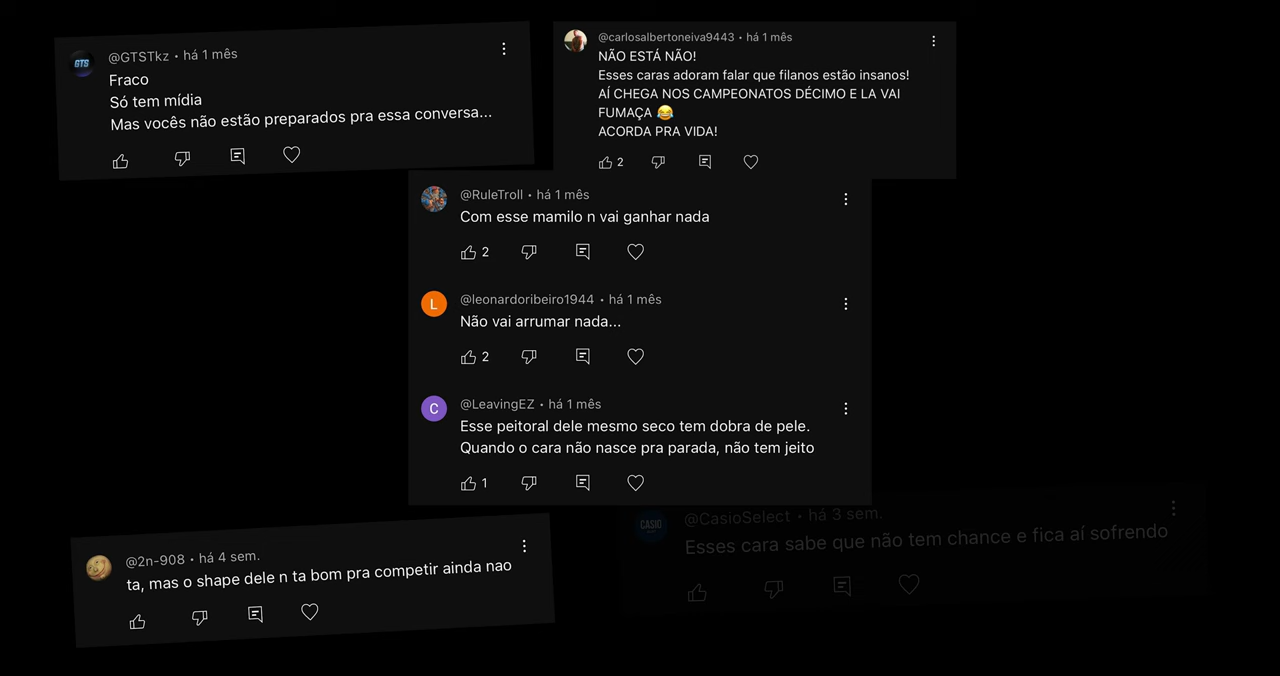 GTS
@GTSTkz • há 1 mês
Fraco
Só tem mídia
Mas vocês não estão preparados pra essa conversa...
@carlosalbertoneiva9443 • há 1 mês
NÃO ESTÁ NÃO!
Esses caras adoram falar que filanos estão insanos!
AÍ CHEGA NOS CAMPEONATOS DÉCIMO E LA VAI
FUMAÇA 😂
ACORDA PRA VIDA!
2
@RuleTroll • há 1 mês
Com esse mamilo n vai ganhar nada
2
L
@leonardoribeiro1944 • há 1 mês
Não vai arrumar nada...
2
C
@LeavingEZ • há 1 mês
Esse peitoral dele mesmo seco tem dobra de pele.
Quando o cara não nasce pra parada, não tem jeito
1
@2n-908 • há 4 sem.
ta, mas o shape dele n ta bom pra competir ainda nao
CASIO
@CasioSelect • há 3 sem.
Esses cara sabe que não tem chance e fica aí sofrendo